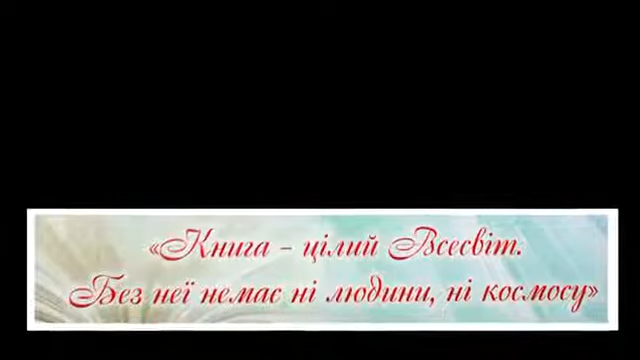 «Книга – цілий Всесвіт.
Без неї немає ні людини, ні космосу»